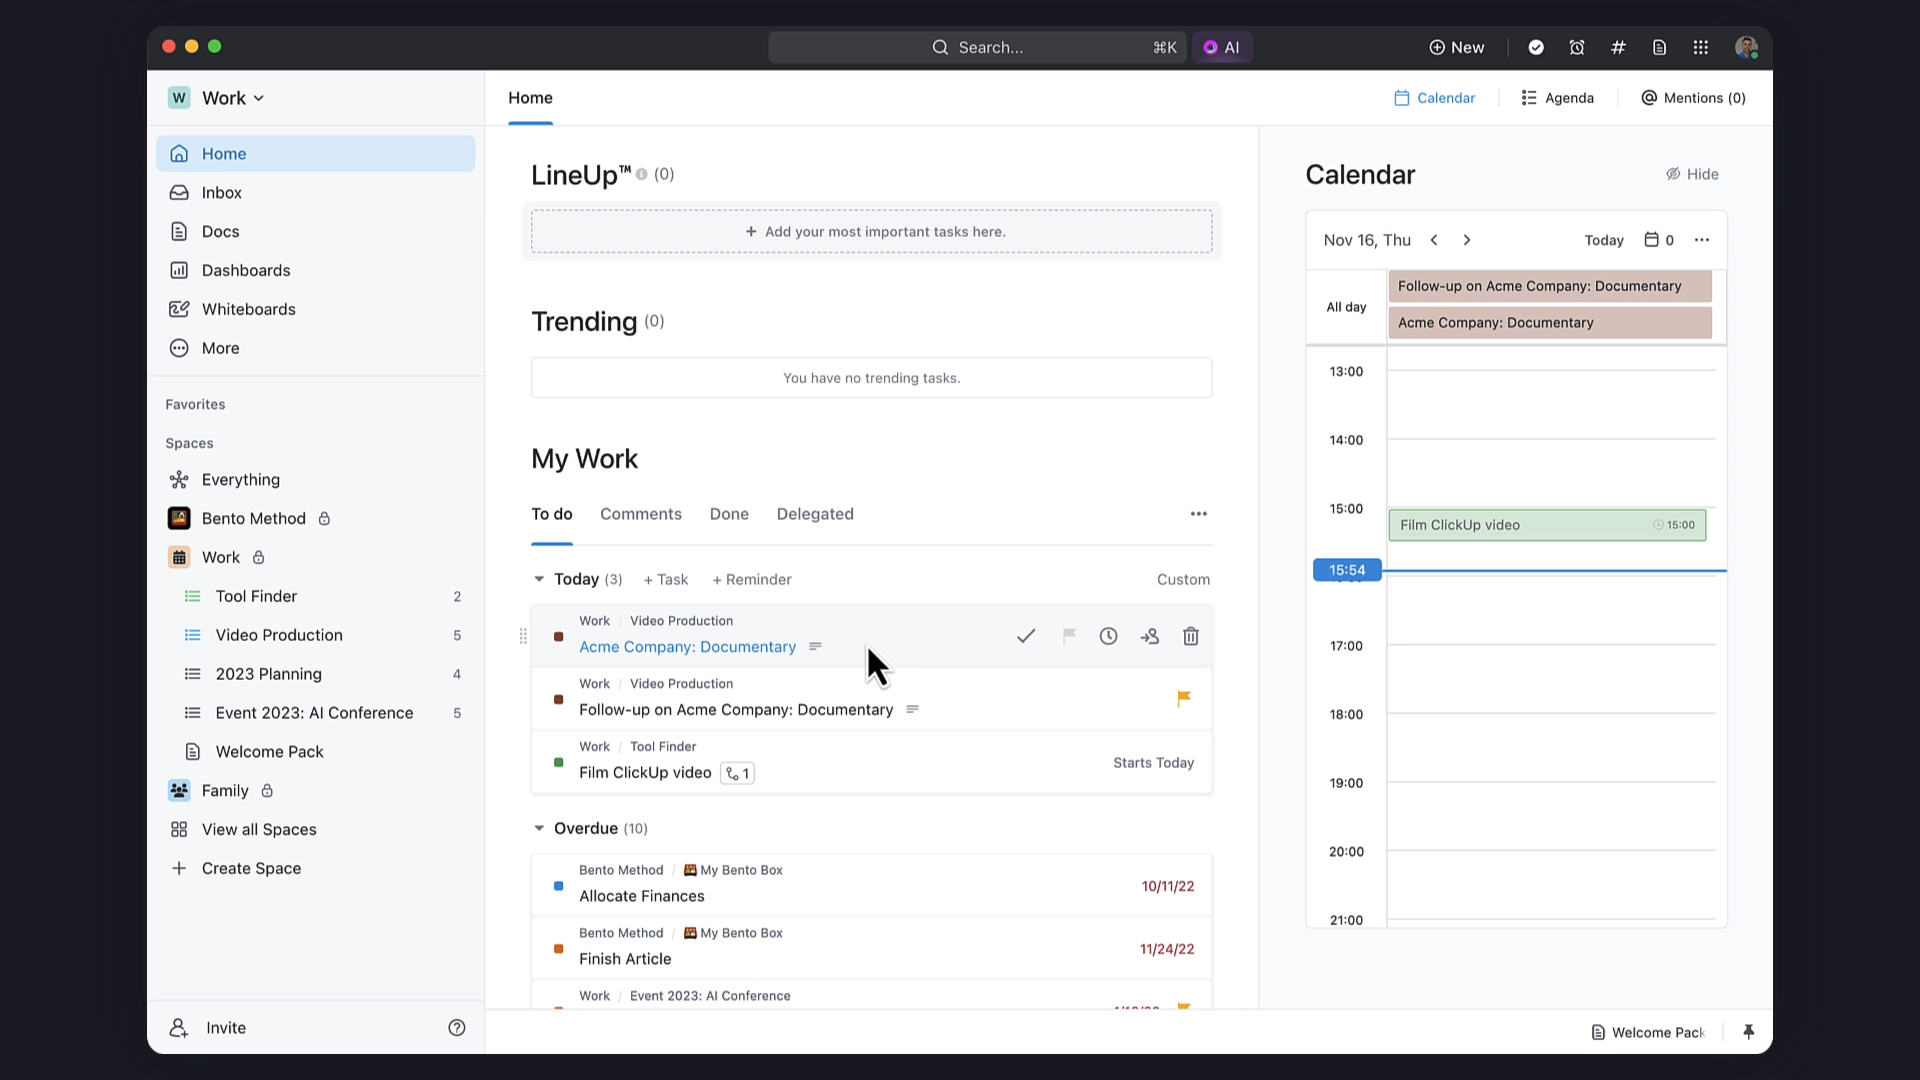 Search... ⌘K AI
New
W Work
Home
Inbox
Docs
Dashboards
Whiteboards
More
Favorites
Spaces
Everything
Bento Method
Work
Tool Finder 2
Video Production 5
2023 Planning 4
Event 2023: AI Conference 5
Welcome Pack
Family
View all Spaces
Create Space
Invite
Home
Calendar
Agenda
Mentions (0)
LineUp™ (0)
+ Add your most important tasks here.
Trending (0)
You have no trending tasks.
My Work
To do Comments Done Delegated
Today (3) + Task + Reminder Custom
Work / Video Production
Acme Company: Documentary
Work / Video Production
Follow-up on Acme Company: Documentary
Work / Tool Finder
Film ClickUp video 1
Starts Today
Overdue (10)
Bento Method / My Bento Box
Allocate Finances
10/11/22
Bento Method / My Bento Box
Finish Article
11/24/22
Work / Event 2023: AI Conference
Calendar
Hide
Nov 16, Thu
Today 0
All day
Follow-up on Acme Company: Documentary
Acme Company: Documentary
13:00
14:00
15:00
Film ClickUp video 15:00
15:54
17:00
18:00
19:00
20:00
21:00
Welcome Pack